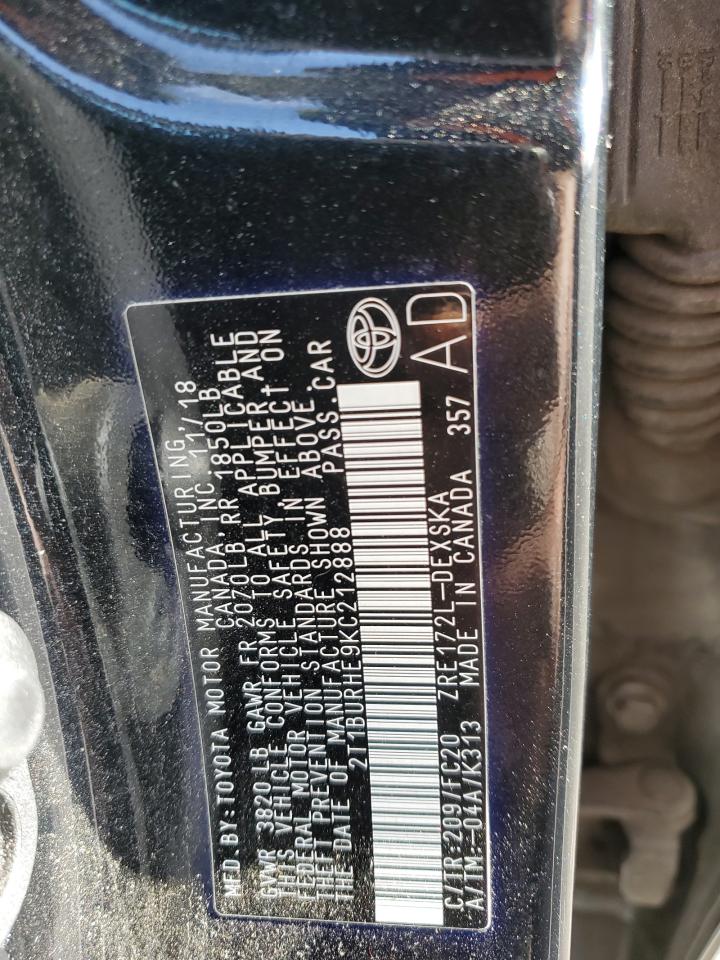 MFD BY:TOYOTA MOTOR MANUFACTURING,
CANADA,INC. 11/18
GVWR 3820 LB GAWR FR 2070LB,RR 1850LB
THIS VEHICLE CONFORMS TO ALL APPLICABLE
FEDERAL MOTOR VEHICLE SAFETY,BUMPER,AND
THEFT PREVENTION STANDARDS IN EFFECT ON
THE DATE OF MANUFACTURE SHOWN ABOVE.
2T1BURHE9KC212888 PASS.CAR
C/TR:209/FC20 ZRE172L-DEXSKA 357
A/TM:-04A/K313 MADE IN CANADA
AD